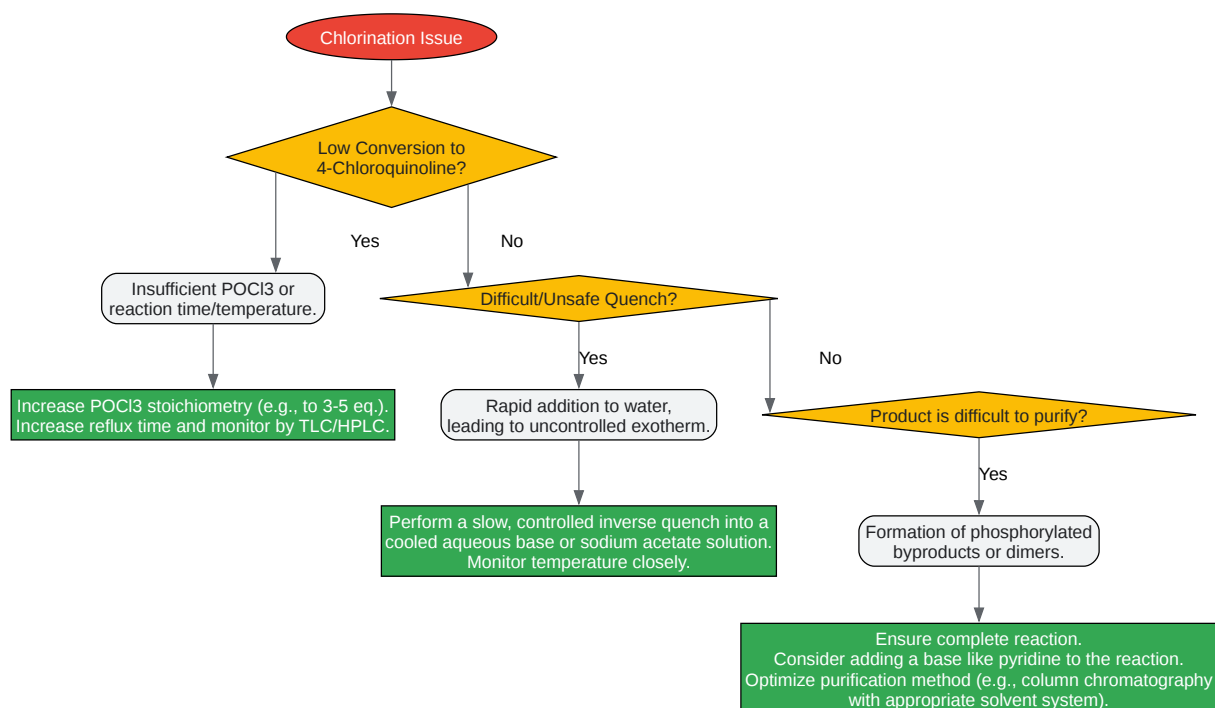 Chlorination Issue
Low Conversion to
4-Chloroquinoline?
Yes
No
Insufficient POCl3 or
reaction time/temperature.
Difficult/Unsafe Quench?
Increase POCl3 stoichiometry (e.g., to 3-5 eq.).
Increase reflux time and monitor by TLC/HPLC.
Yes
No
Rapid addition to water,
leading to uncontrolled exotherm.
Product is difficult to purify?
Perform a slow, controlled inverse quench into a
cooled aqueous base or sodium acetate solution.
Monitor temperature closely.
Yes
Formation of phosphorylated
byproducts or dimers.
Ensure complete reaction.
Consider adding a base like pyridine to the reaction.
Optimize purification method (e.g., column chromatography
with appropriate solvent system).